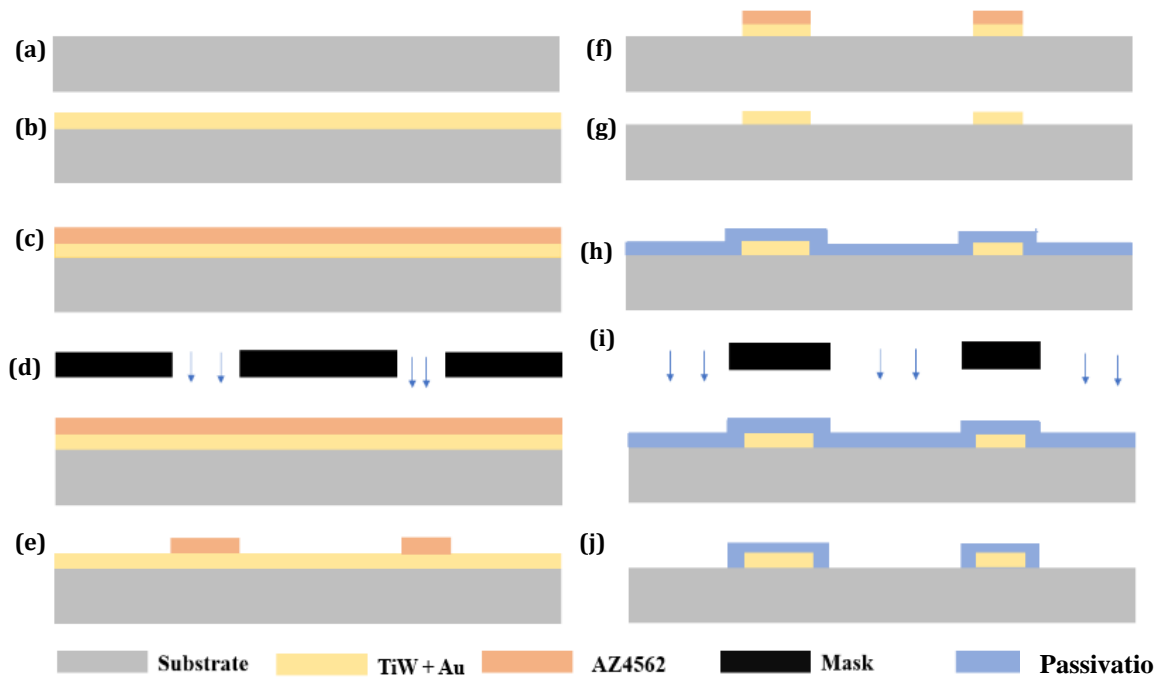 (a)
(b)
(c)
(d)
(e)
(f)
(g)
(h)
(i)
(j)
Substrate TiW + Au AZ4562 Mask Passivatio